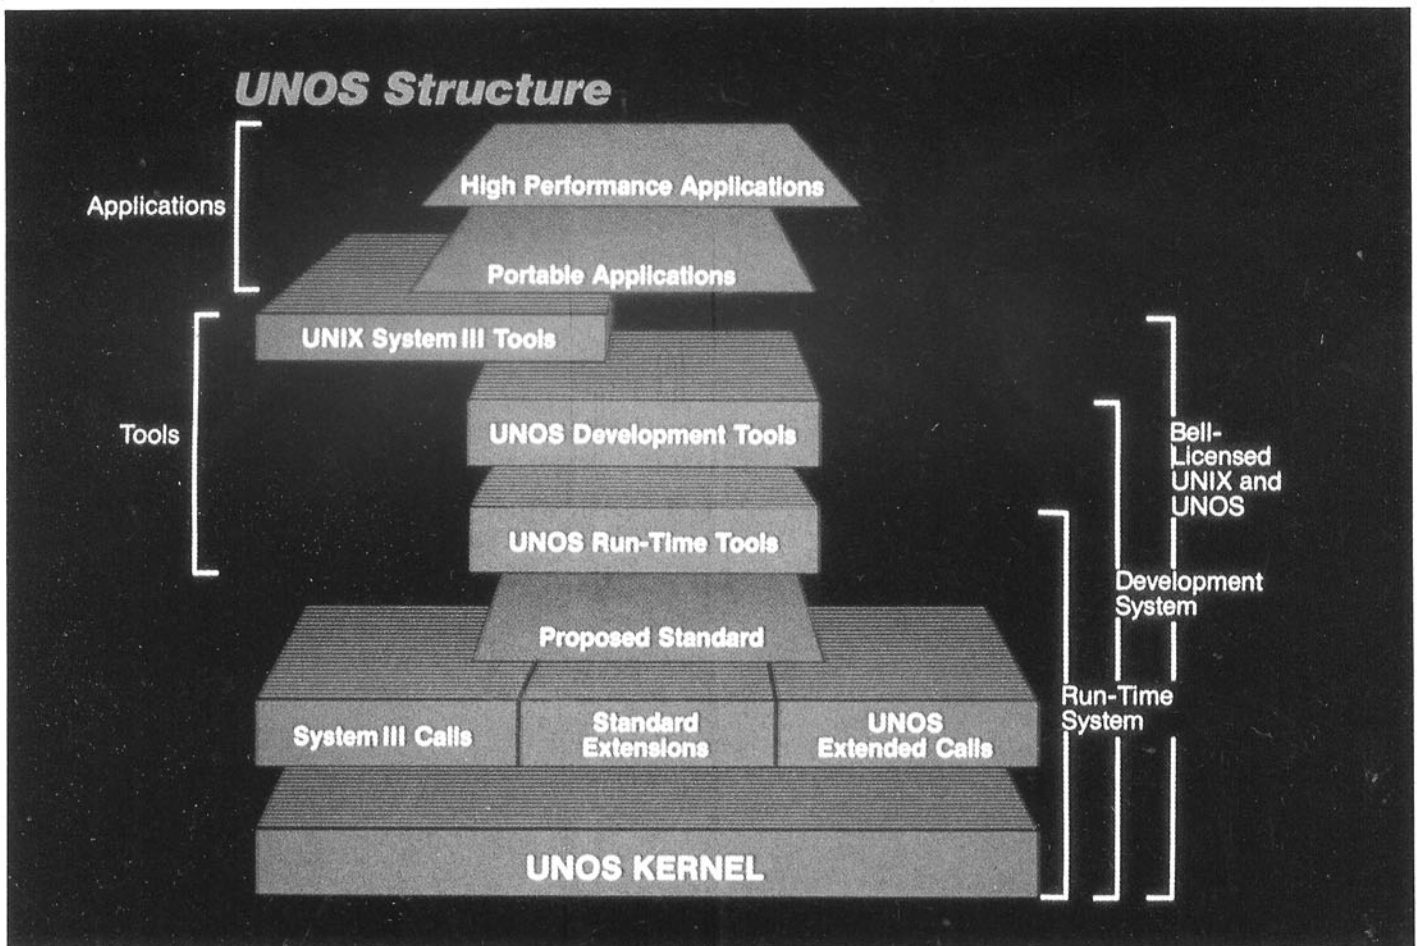 UNOS Structure
High Performance Applications
Applications
Portable Applications
UNIX System III Tools
UNOS Development Tools
Tools
Bell-
Licensed
UNIX and
UNOS
UNOS Run-Time Tools
Development
System
Proposed Standard
Run-Time
System
System III Calls
Standard
Extensions
UNOS
Extended Calls
UNOS KERNEL